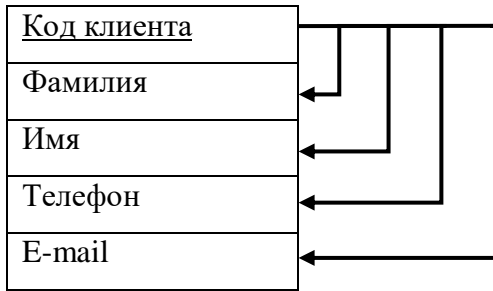 Код клиента
Фамилия
Имя
Телефон
E-mail